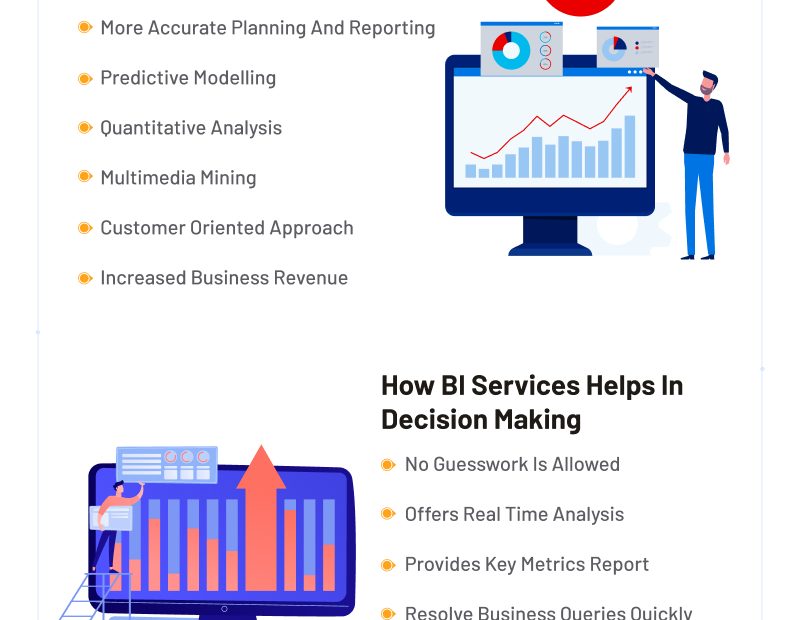 More Accurate Planning And Reporting
Predictive Modelling
Quantitative Analysis
Multimedia Mining
Customer Oriented Approach
Increased Business Revenue
How BI Services Helps In
Decision Making
No Guesswork Is Allowed
Offers Real Time Analysis
Provides Key Metrics Report
Resolve Business Queries Quickly